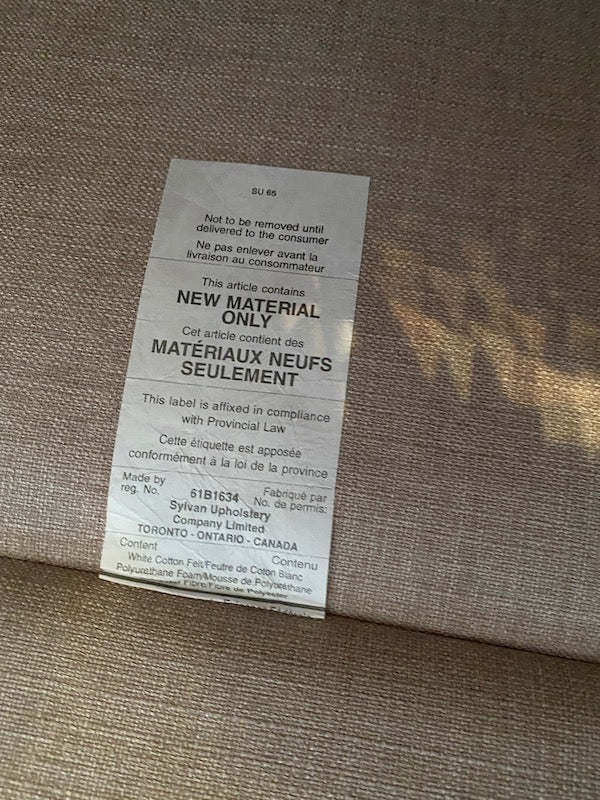 SU 65
Not to be removed until
delivered to the consumer
Ne pas enlever avant la
livraison au consommateur
This article contains
NEW MATERIAL
ONLY
Cet article contient des
MATÉRIAUX NEUFS
SEULEMENT
This label is affixed in compliance
with Provincial Law
Cette étiquette est apposée
conformément à la loi de la province
Made by Fabriqué par
reg. No. 61B1634 No. de permis:
Sylvan Upholstery
Company Limited
TORONTO - ONTARIO - CANADA
Content Contenu
White Cotton Felt/Feutre de Coton Blanc
Polyurethane Foam/Mousse de Polyuréthane
Fibre/Fibre de Polyester